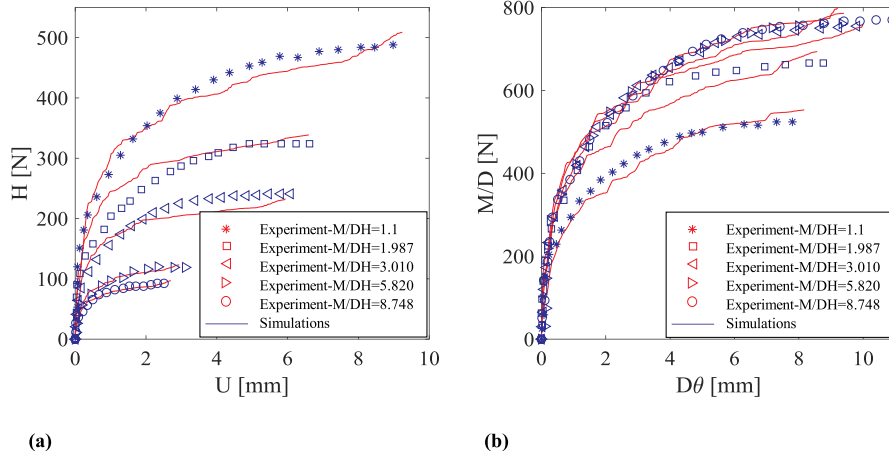 500
400
300
200
100
0
H [N]
0 2 4 6 8 10
U [mm]
Experiment-M/DH=1.1
Experiment-M/DH=1.987
Experiment-M/DH=3.010
Experiment-M/DH=5.820
Experiment-M/DH=8.748
Simulations
(a)
800
600
400
200
0
M/D [N]
0 2 4 6 8 10
Dθ [mm]
Experiment-M/DH=1.1
Experiment-M/DH=1.987
Experiment-M/DH=3.010
Experiment-M/DH=5.820
Experiment-M/DH=8.748
Simulations
(b)